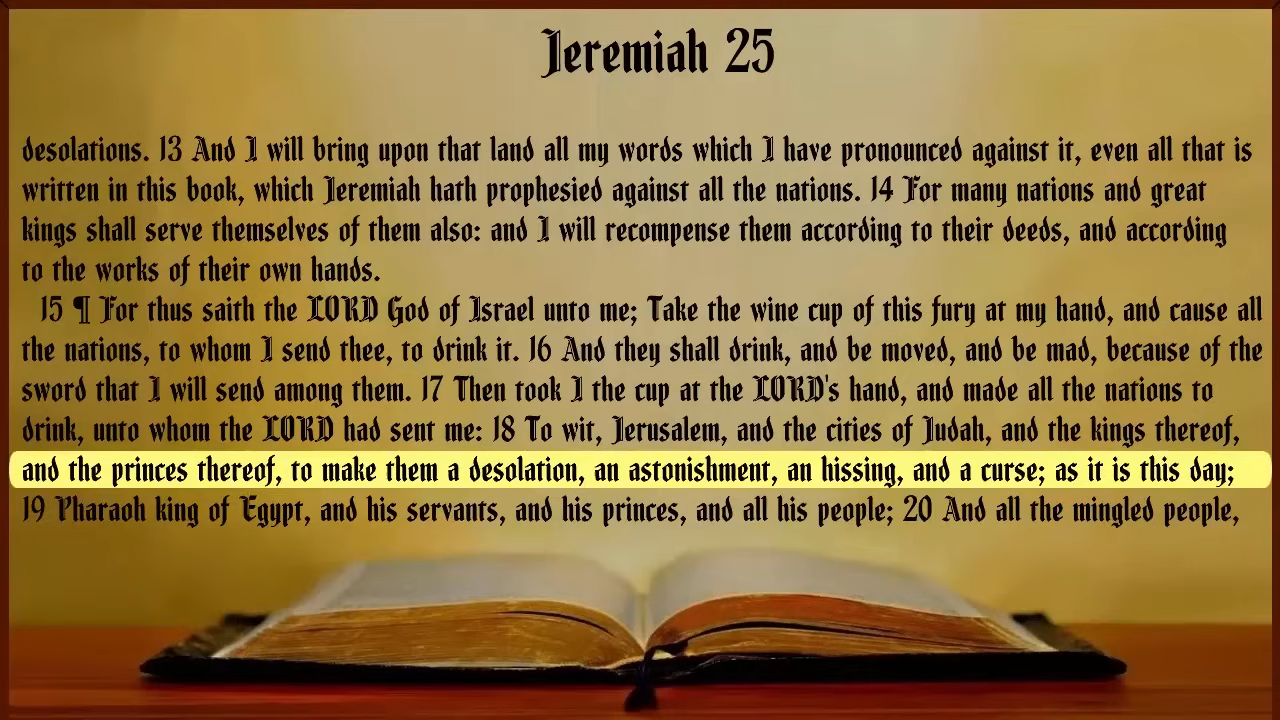 Jeremiah 25
desolations. 13 And I will bring upon that land all my words which I have pronounced against it, even all that is
written in this book, which Jeremiah hath prophesied against all the nations. 14 For many nations and great
kings shall serve themselves of them also: and I will recompense them according to their deeds, and according
to the works of their own hands.
15 ¶ For thus saith the LORD God of Israel unto me; Take the wine cup of this fury at my hand, and cause all
the nations, to whom I send thee, to drink it. 16 And they shall drink, and be moved, and be mad, because of the
sword that I will send among them. 17 Then took I the cup at the LORD's hand, and made all the nations to
drink, unto whom the LORD had sent me: 18 To wit, Jerusalem, and the cities of Judah, and the kings thereof,
and the princes thereof, to make them a desolation, an astonishment, an hissing, and a curse; as it is this day;
19 Pharaoh king of Egypt, and his servants, and his princes, and all his people; 20 And all the mingled people,